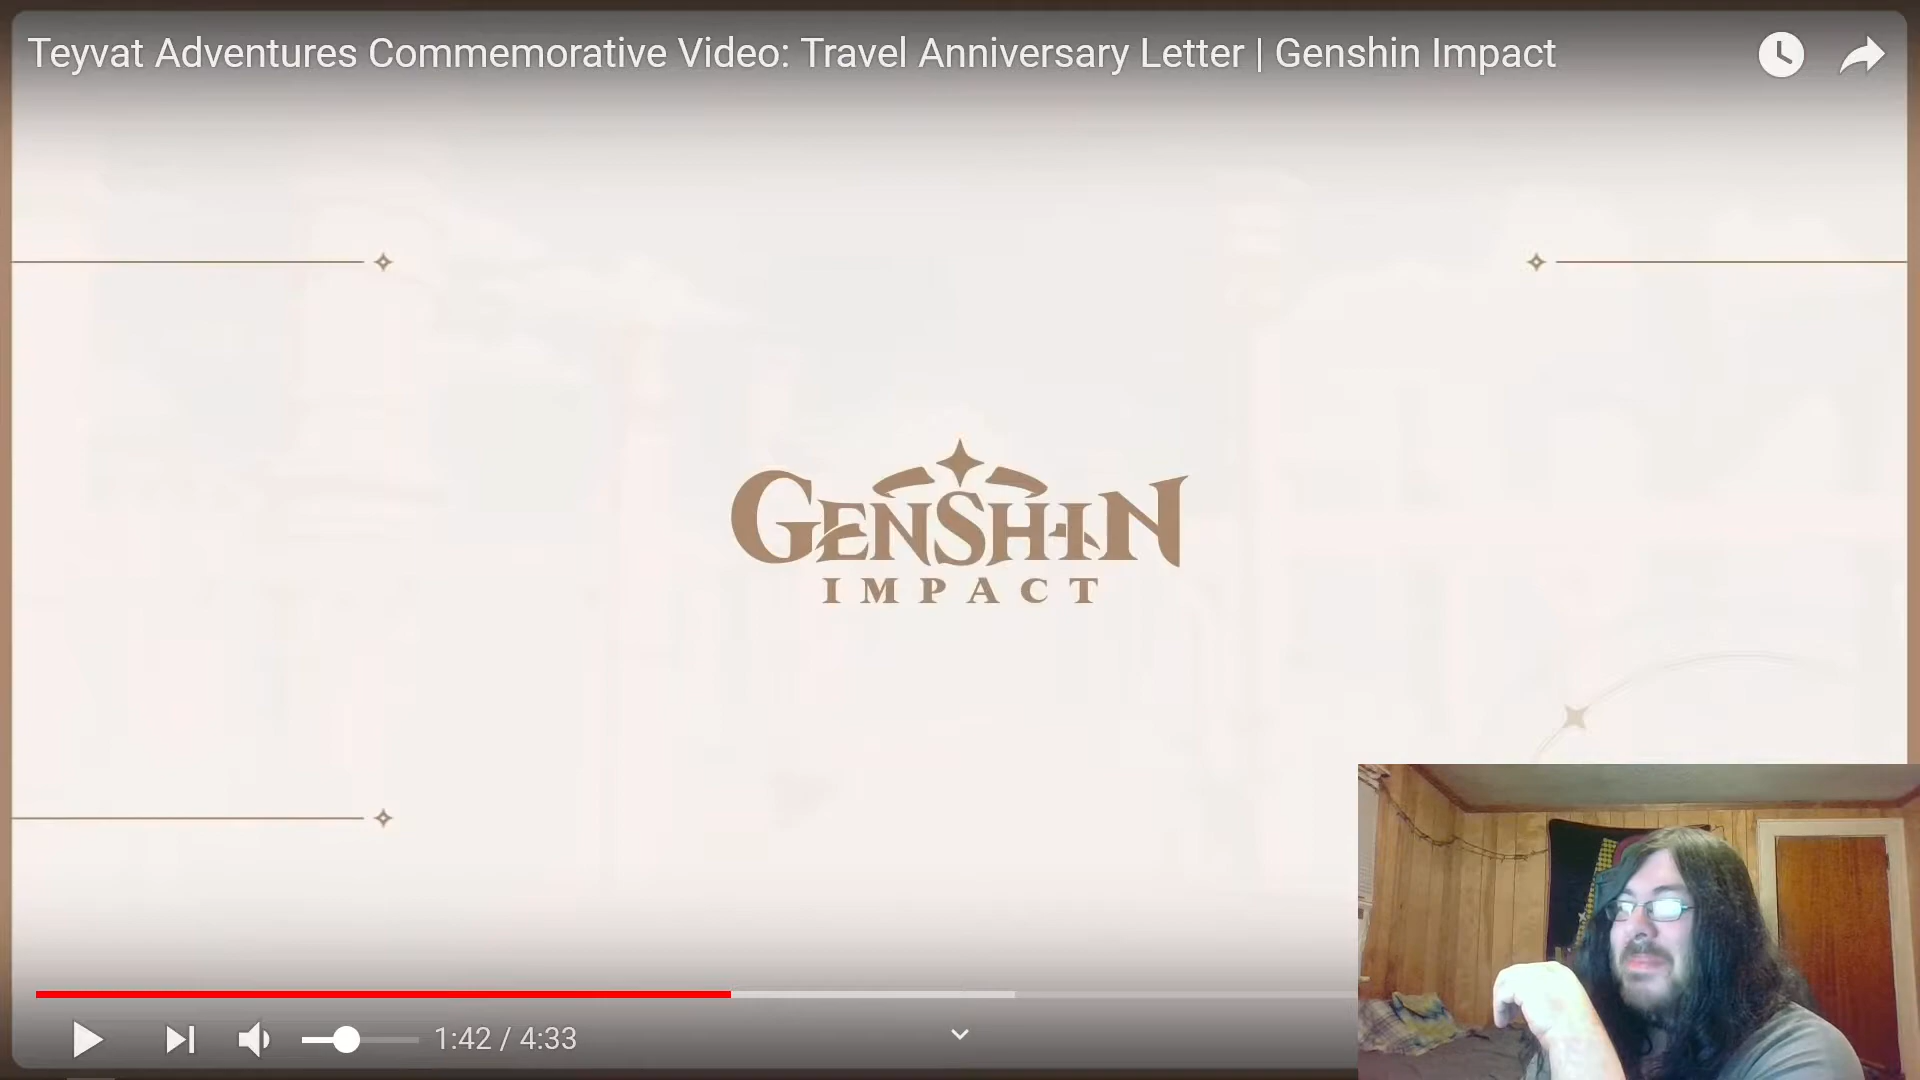 Teyvat Adventures Commemorative Video: Travel Anniversary Letter | Genshin Impact
GENSHIN
IMPACT
1:42 / 4:33